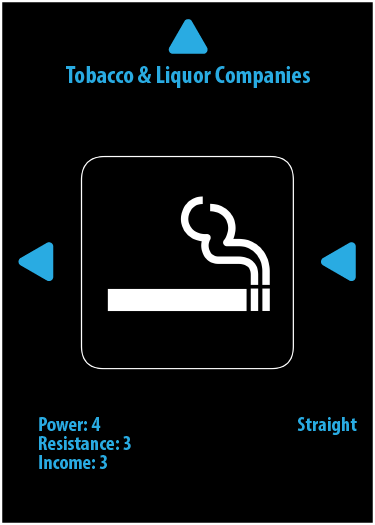 Tobacco & Liquor Companies
Power: 4
Straight
Resistance: 3
Income: 3